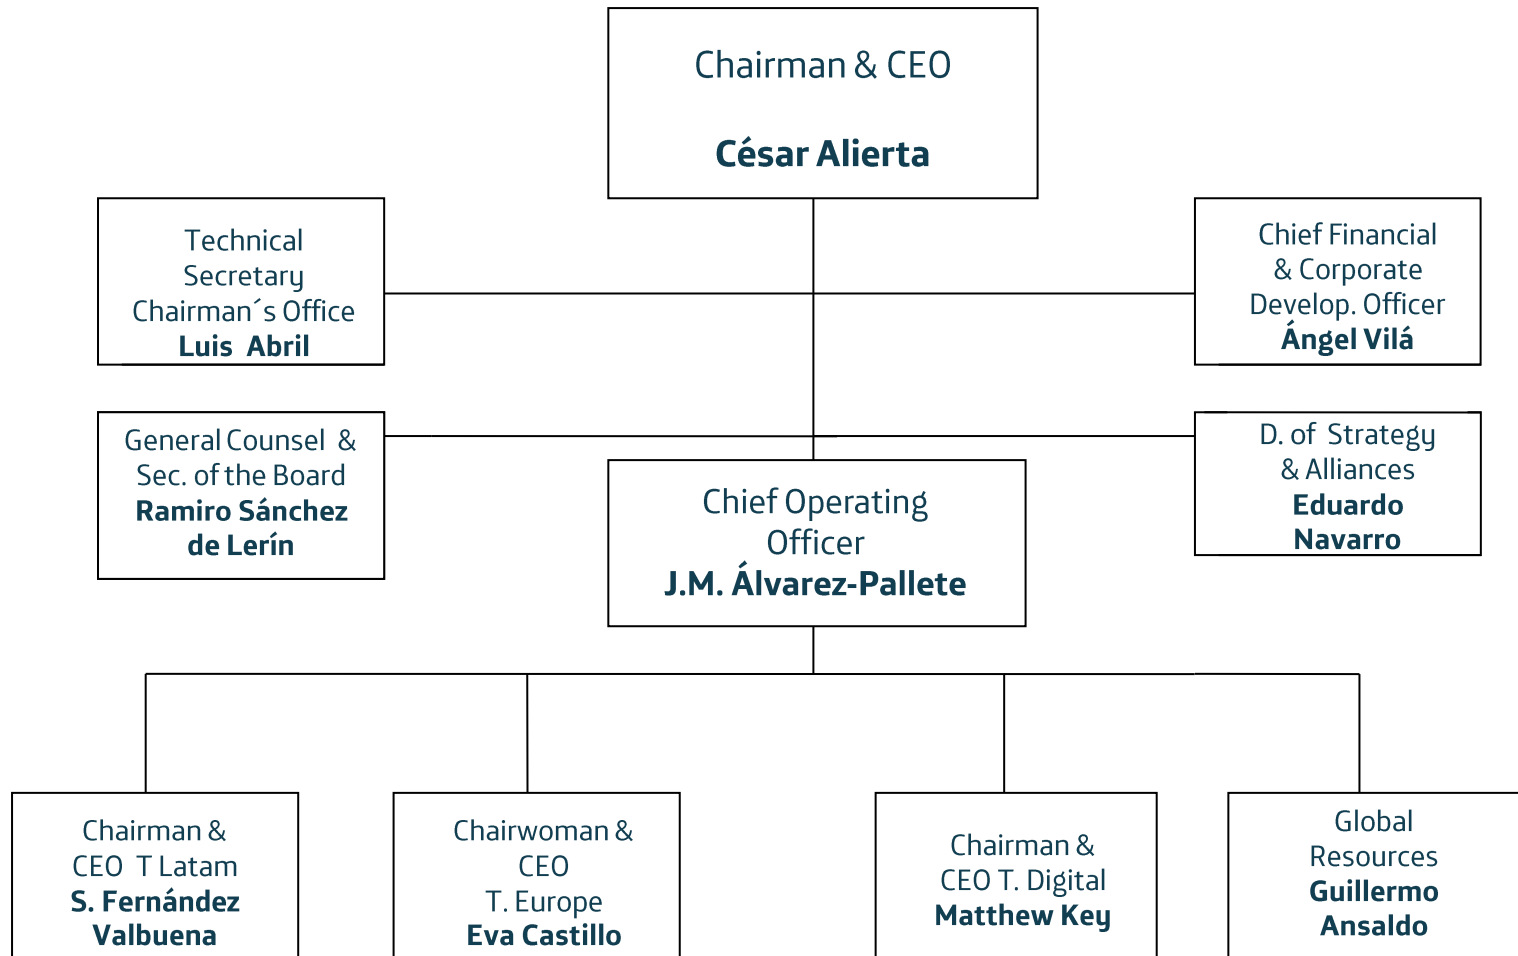 Chairman & CEO
César Alierta
Technical
Secretary
Chairman´s Office
Luis Abril
Chief Financial
& Corporate
Develop. Officer
Ángel Vilá
General Counsel &
Sec. of the Board
Ramiro Sánchez
de Lerín
D. of Strategy
& Alliances
Eduardo
Navarro
Chief Operating
Officer
J.M. Álvarez-Pallete
Chairman &
CEO T Latam
S. Fernández
Valbuena
Chairwoman &
CEO
T. Europe
Eva Castillo
Chairman &
CEO T. Digital
Matthew Key
Global
Resources
Guillermo
Ansaldo